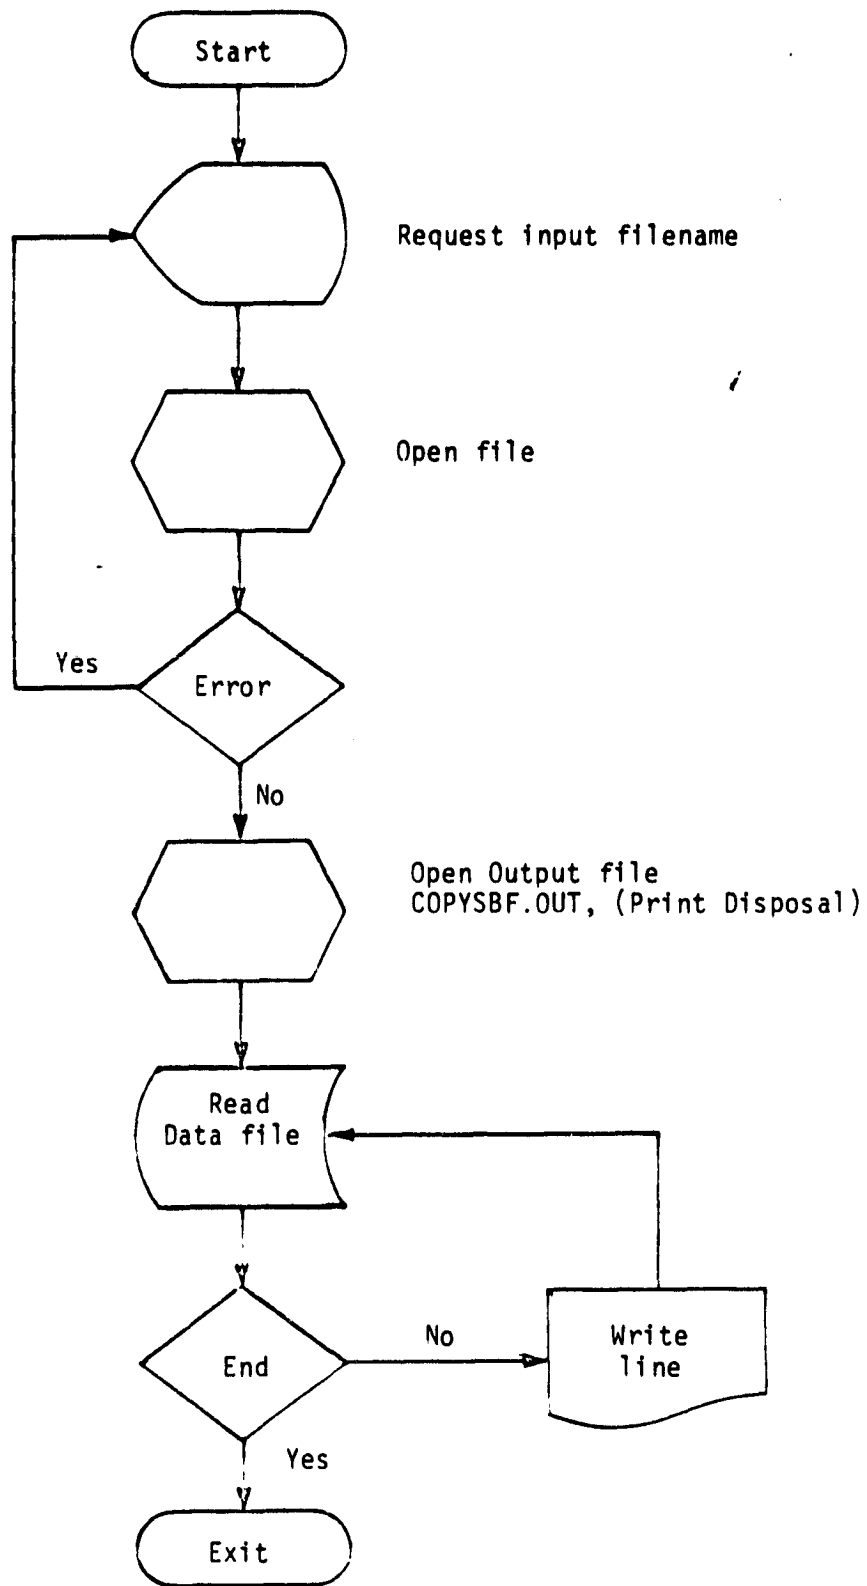 Start
Request input filename
Open file
Yes
Error
No
Open Output file
COPYSBF.OUT, (Print Disposal)
Read
Data file
No
Write
line
End
Yes
Exit